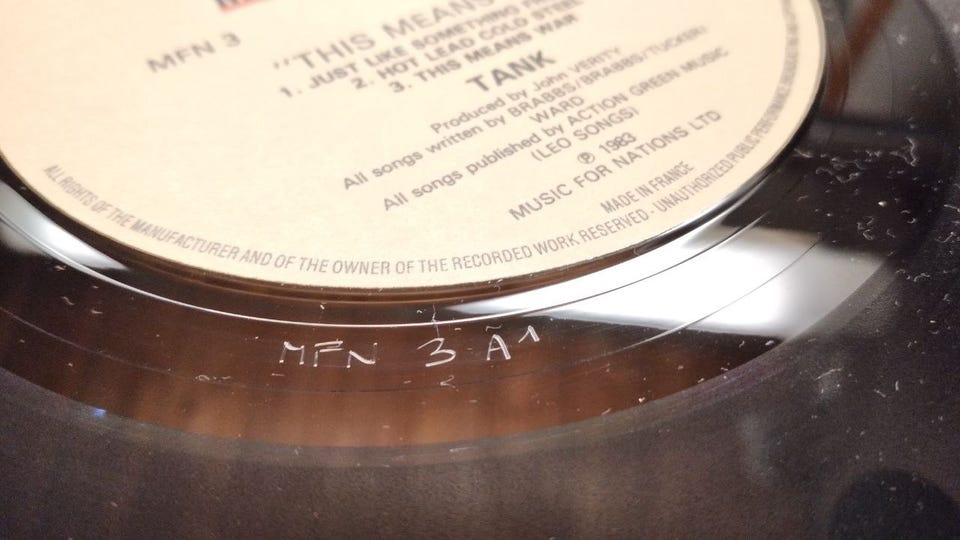 MFN 3
"THIS MEANS
1. JUST LIKE SOMETHING
2. HOT LEAD COLD STEEL
3. THIS MEANS WAR
TANK
Produced by John VERITY
All songs written by BRABBS/BRABBS/TUCKER/
WARD
All songs published by ACTION GREEN MUSIC
(LEO SONGS)
℗ 1983
MUSIC FOR NATIONS LTD
MADE IN FRANCE
ALL RIGHTS OF THE MANUFACTURER AND OF THE OWNER OF THE RECORDED WORK RESERVED - UNAUTHORIZED PUBLIC
MFN 3 A1